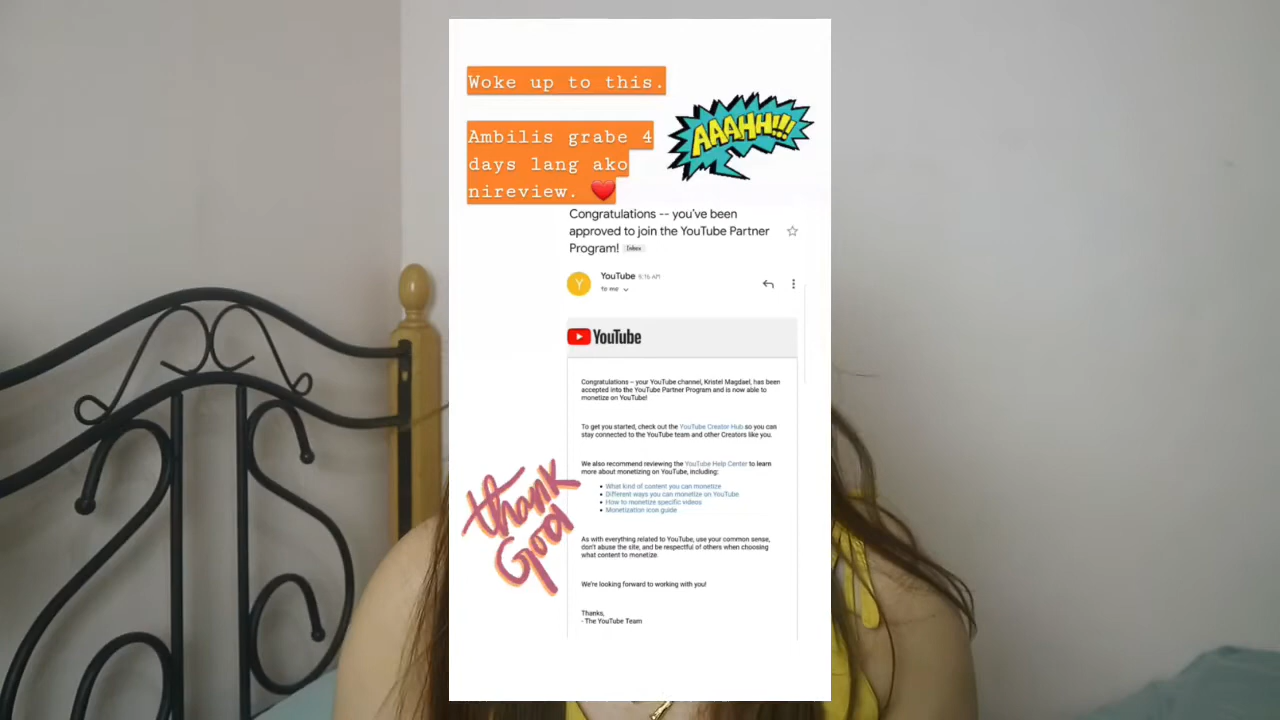 Woke up to this.
AAAHH!!!
Ambilis grabe 4
days lang ako
nireview. ❤️
Congratulations -- you've been
approved to join the YouTube Partner
Program! Inbox
Y
YouTube 9:16 AM
to me
YouTube
Congratulations – your YouTube channel, Kristel Magdael, has been
accepted into the YouTube Partner Program and is now able to
monetize on YouTube!
To get you started, check out the YouTube Creator Hub so you can
stay connected to the YouTube team and other Creators like you.
We also recommend reviewing the YouTube Help Center to learn
more about monetizing on YouTube, including:
• What kind of content you can monetize
• Different ways you can monetize on YouTube
• How to monetize specific videos
• Monetization icon guide
thank
God
As with everything related to YouTube, use your common sense,
don't abuse the site, and be respectful of others when choosing
what content to monetize.
We're looking forward to working with you!
Thanks,
- The YouTube Team